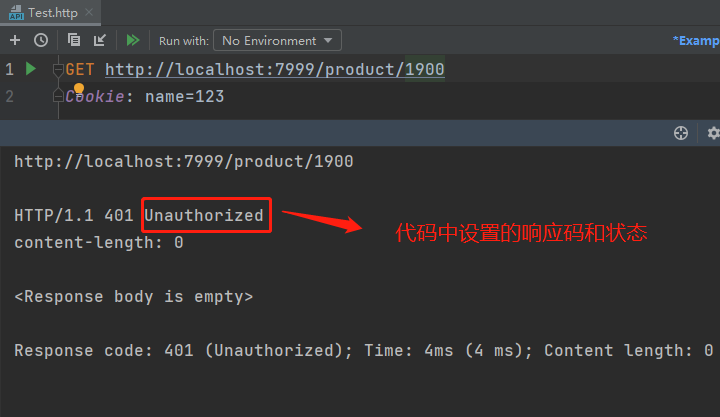 API Test.http
Run with: No Environment *Examp
1 GET http://localhost:7999/product/1900
2 Cookie: name=123
http://localhost:7999/product/1900
HTTP/1.1 401 Unauthorized
代码中设置的响应码和状态
content-length: 0
<Response body is empty>
Response code: 401 (Unauthorized); Time: 4ms (4 ms); Content length: 0